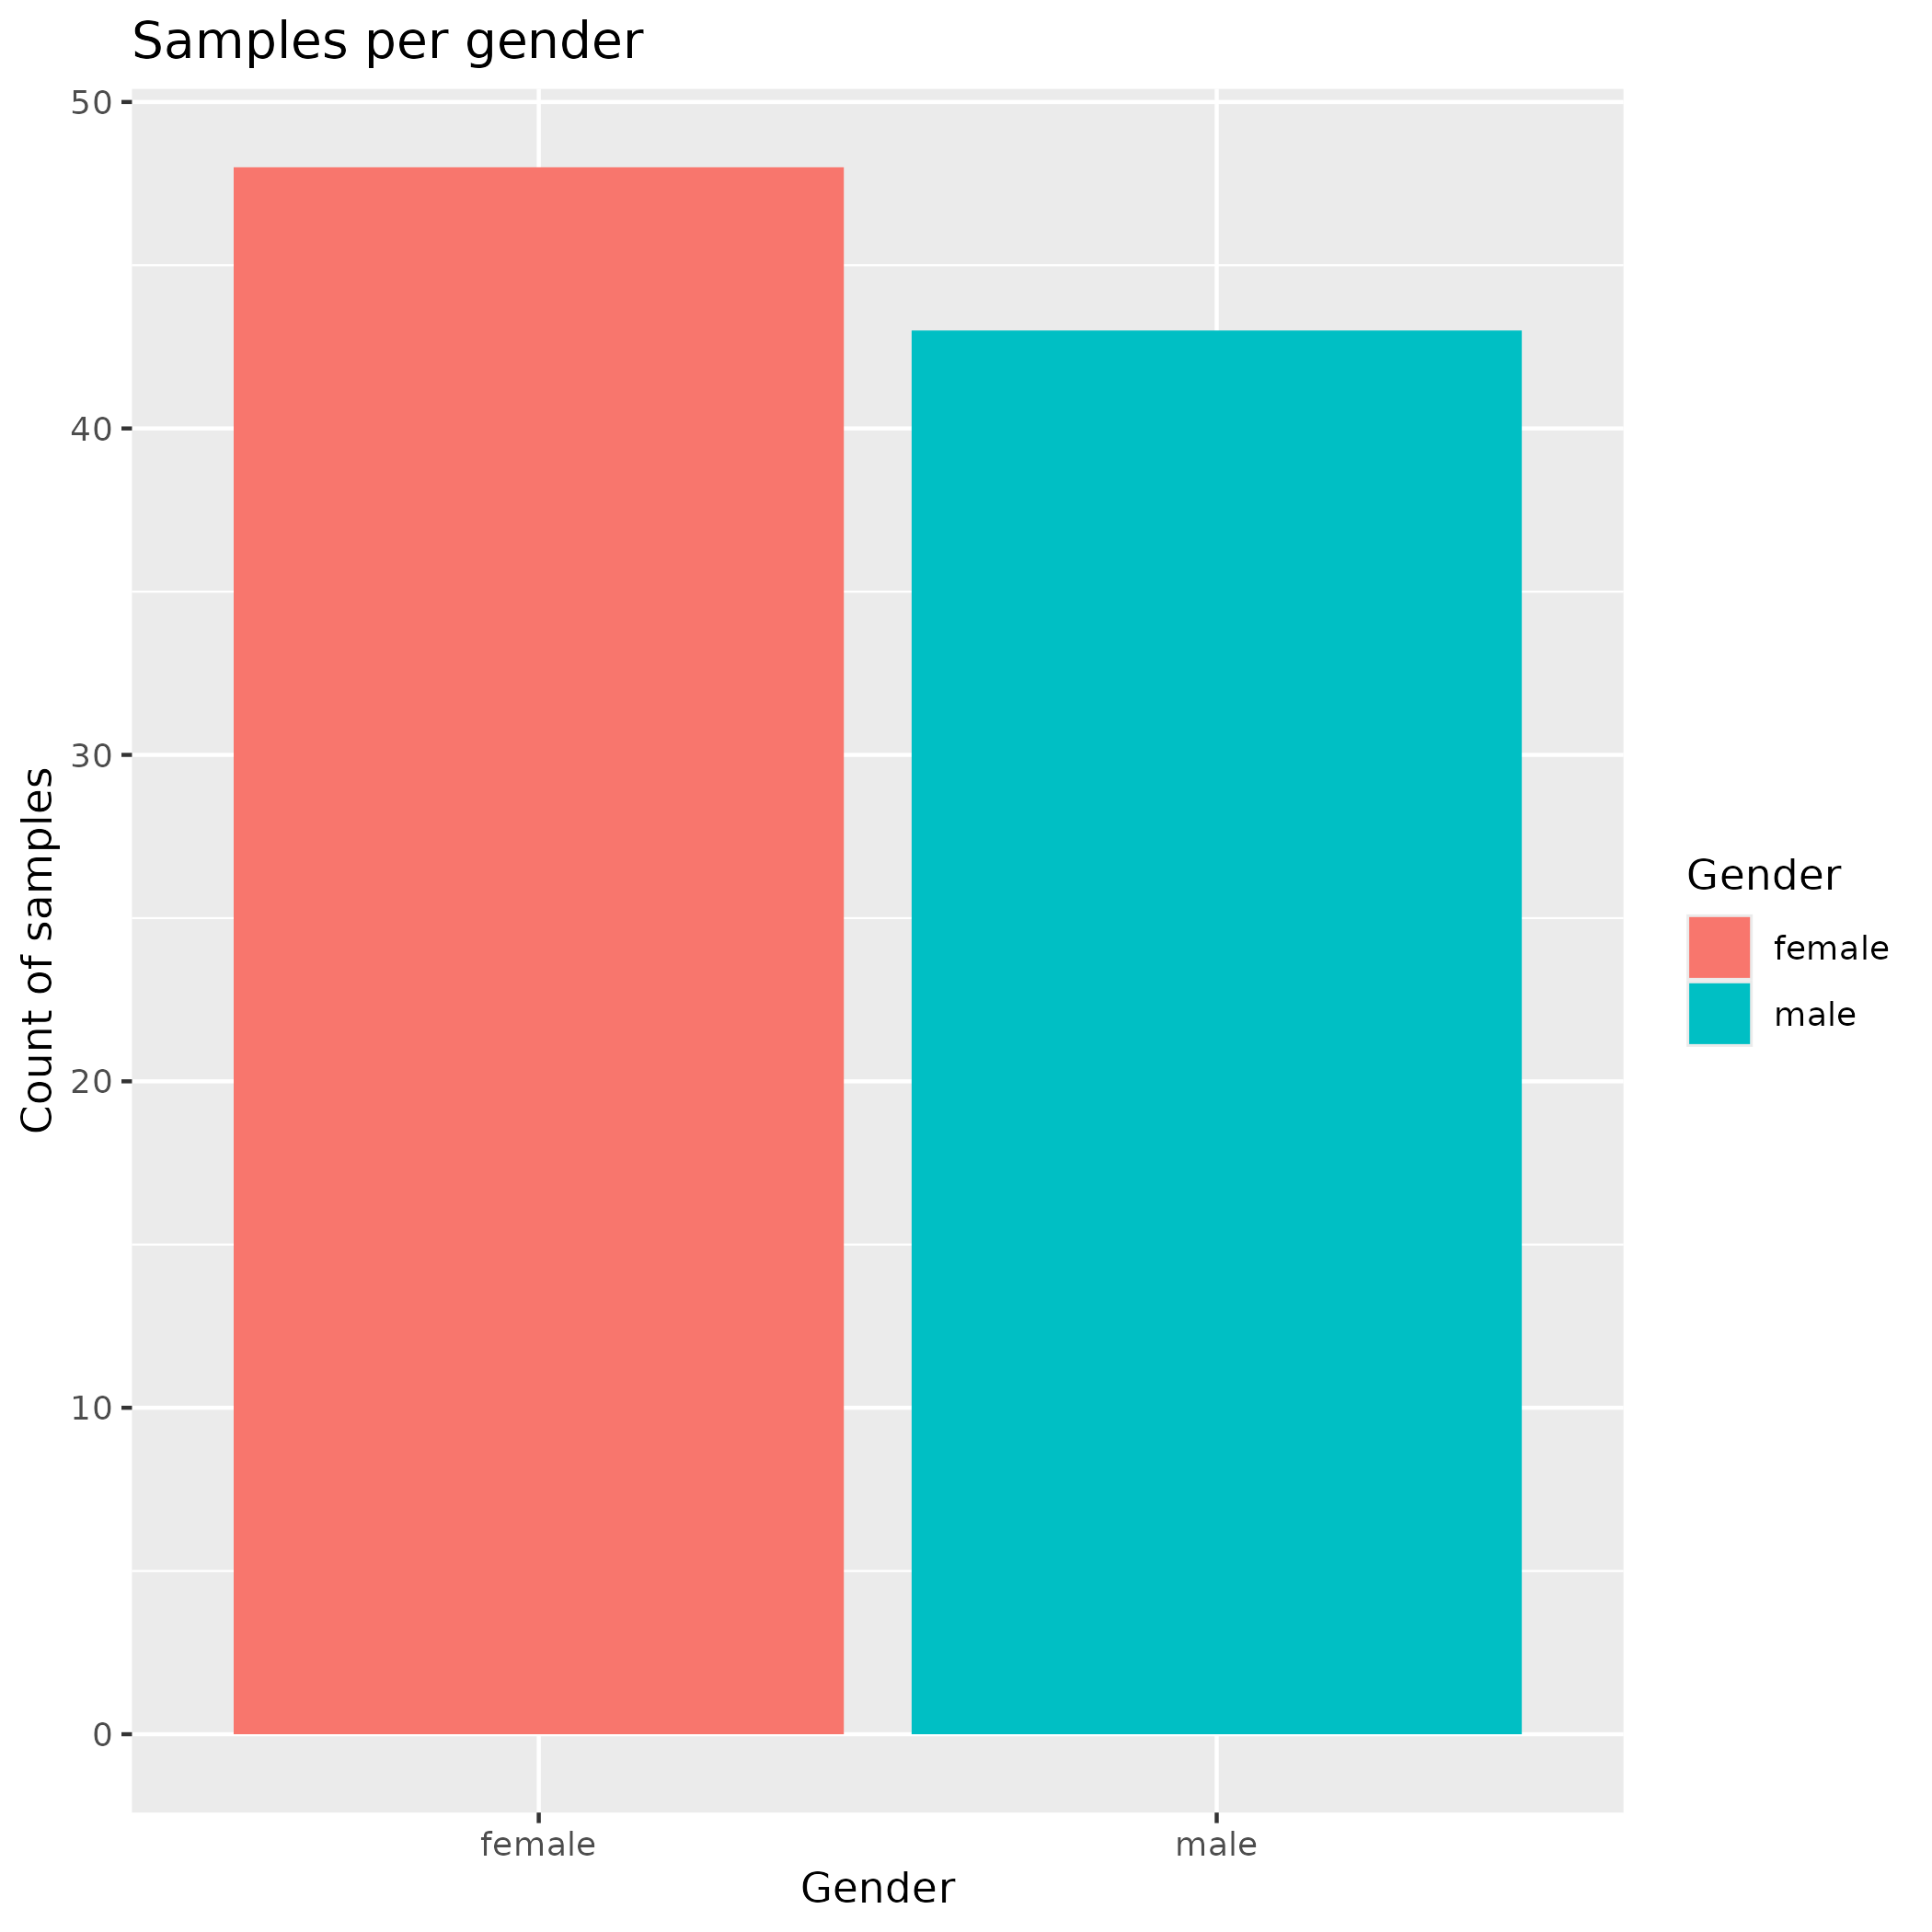 Samples per gender
50
40
30
20
10
0
Count of samples
female
male
Gender
Gender
female
male